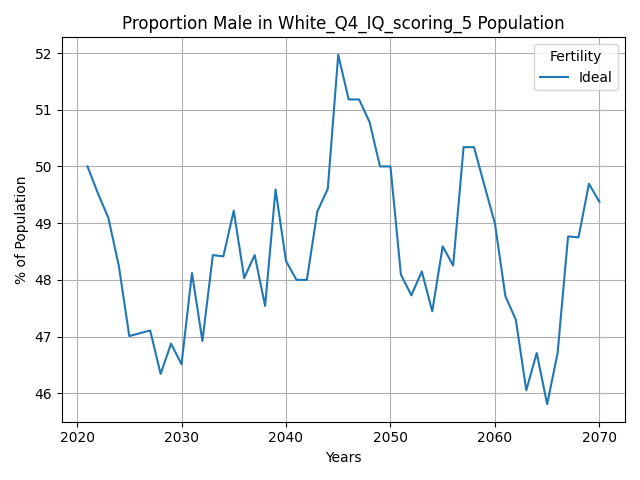 Proportion Male in White_Q4_IQ_scoring_5 Population
Fertility
Ideal
52
51
50
49
48
47
46
% of Population
2020 2030 2040 2050 2060 2070
Years